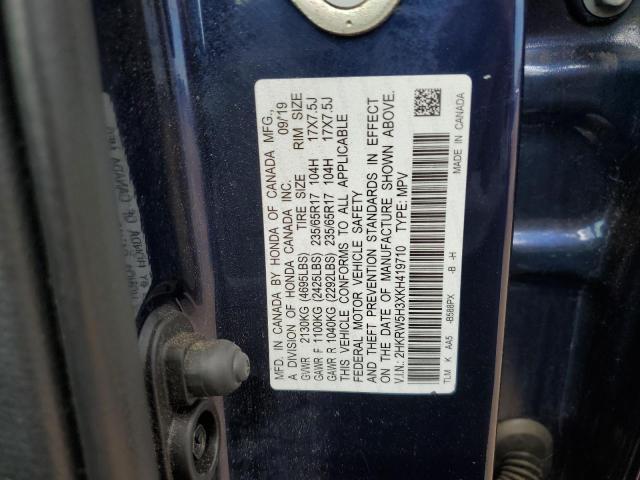 MFD. IN CANADA BY HONDA OF CANADA MFG.,
A DIVISION OF HONDA CANADA INC. 09/19
GVWR 2130KG (4695LBS) TIRE SIZE RIM SIZE
GAWR F 1100KG (2425LBS) 235/65R17 104H 17X7.5J
GAWR R 1040KG (2292LBS) 235/65R17 104H 17X7.5J
THIS VEHICLE CONFORMS TO ALL APPLICABLE
FEDERAL MOTOR VEHICLE SAFETY
AND THEFT PREVENTION STANDARDS IN EFFECT
ON THE DATE OF MANUFACTURE SHOWN ABOVE.
V.I.N.: 2HKRW5H3XKH419710 TYPE: MPV
TLM K AA5 -B588PX -B -H MADE IN CANADA